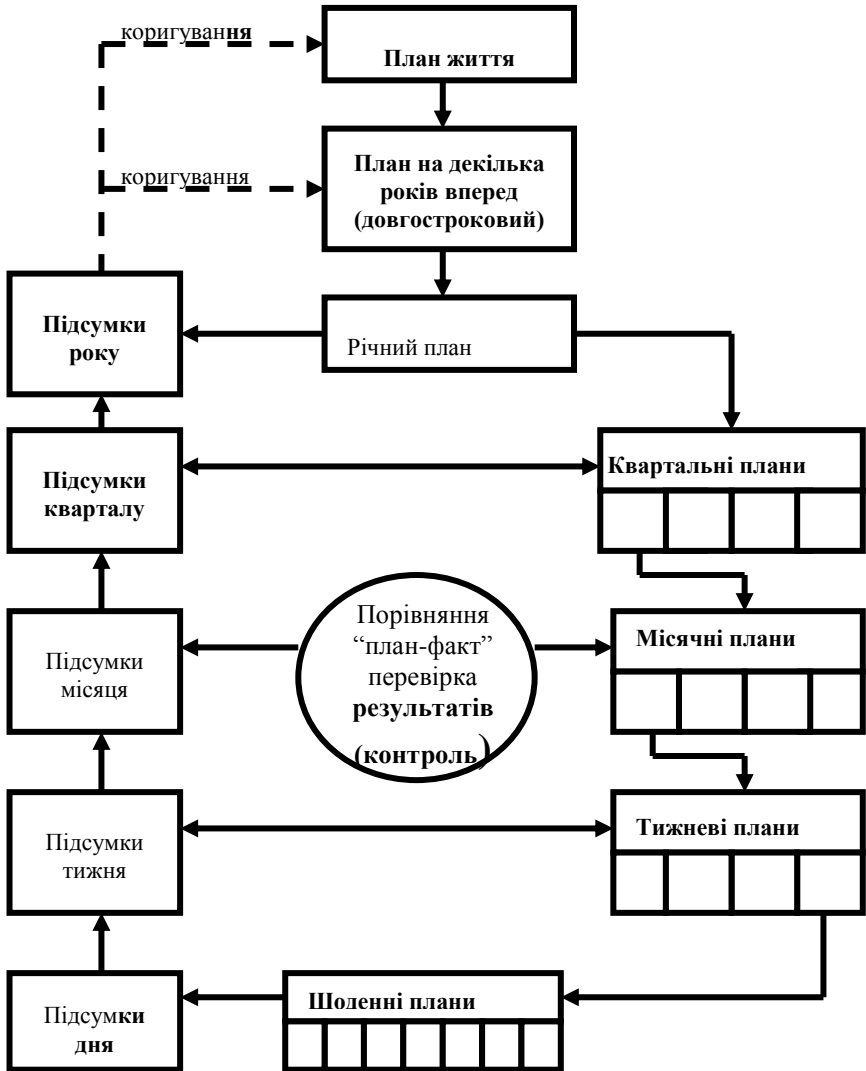 коригування
План життя
План на декілька
років вперед
(довгостроковий)
коригування
Підсумки
року
Річний план
Підсумки
кварталу
Квартальні плани
Порівняння
“план-факт”
перевірка
результатів
(контроль)
Підсумки
місяця
Місячні плани
Підсумки
тижня
Тижневі плани
Підсумки
дня
Шоденні плани